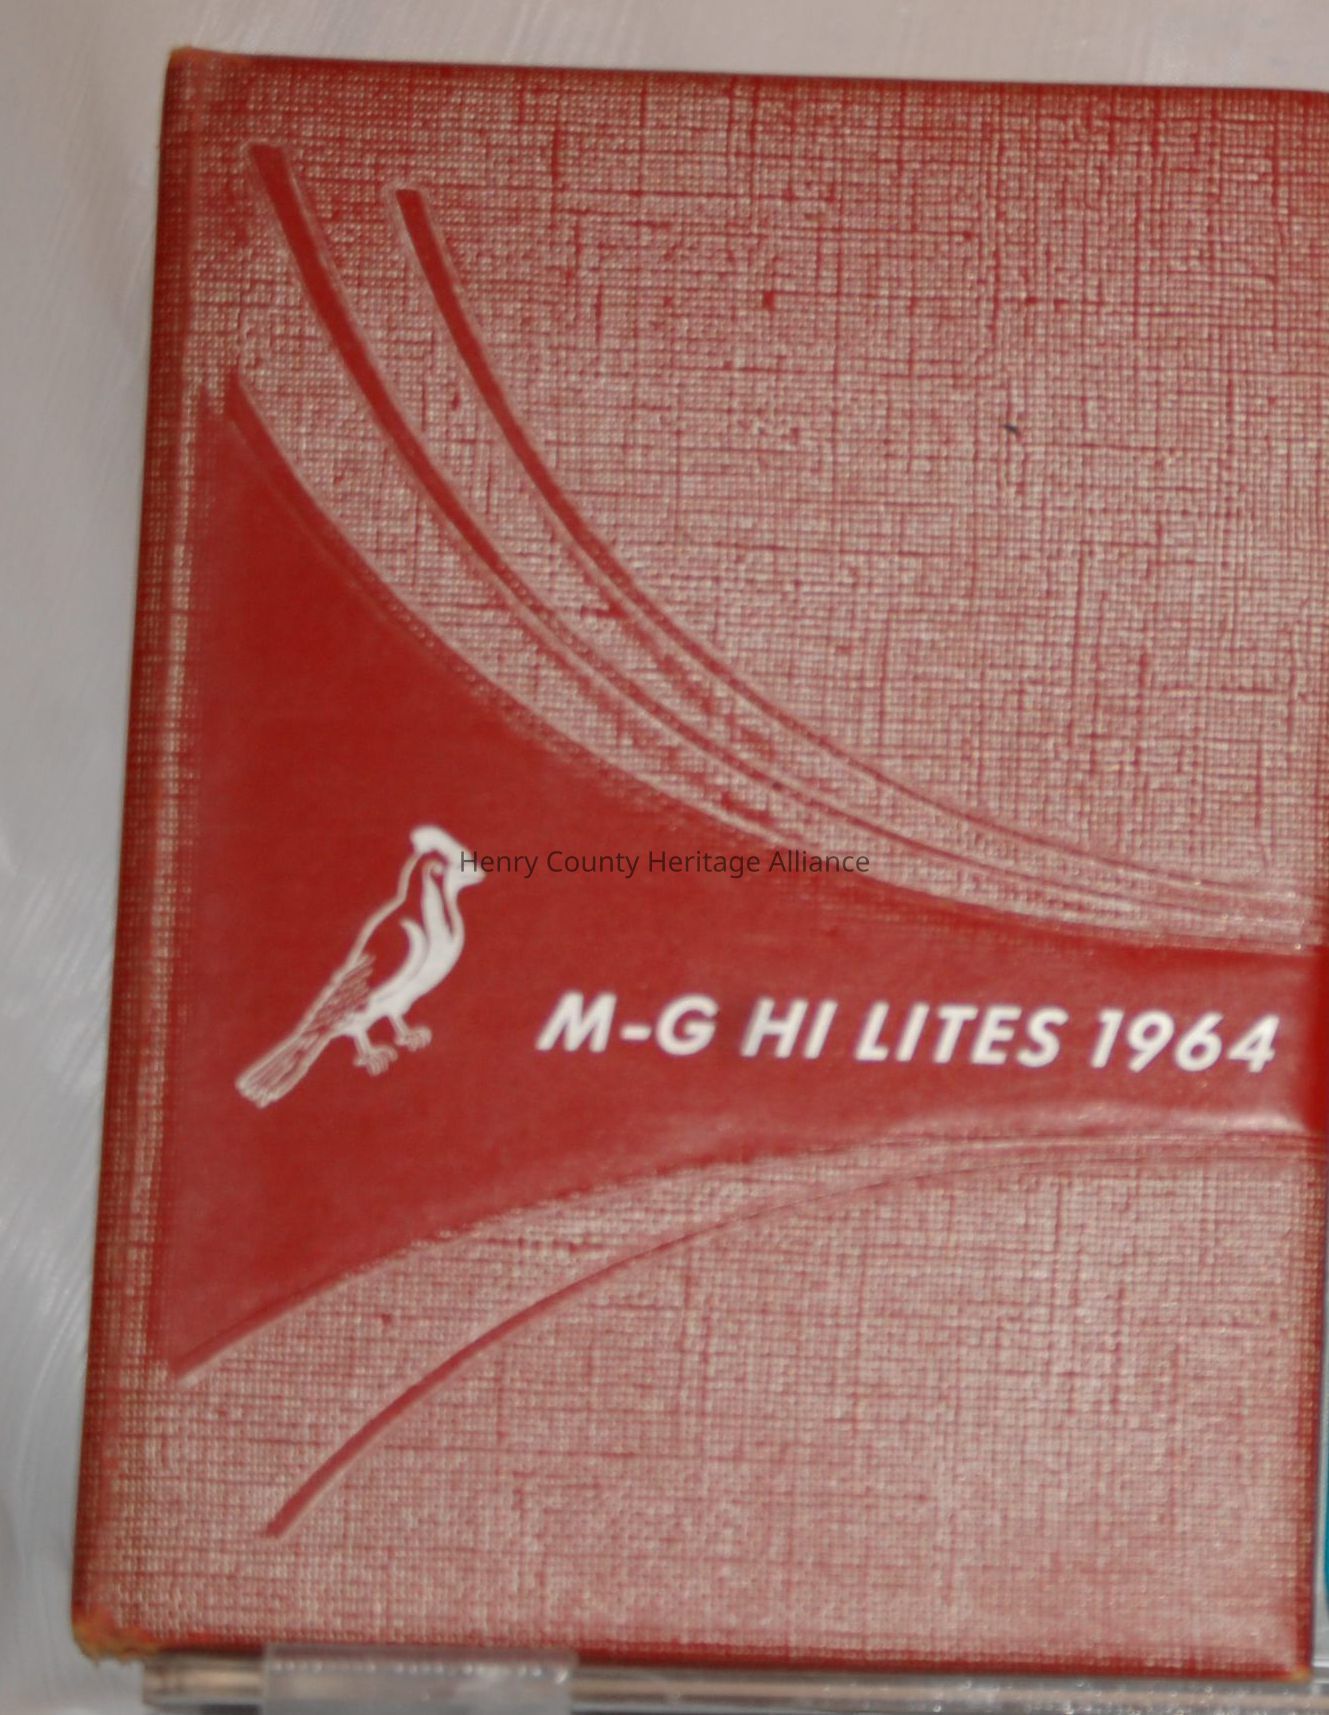 Henry County Heritage Alliance
M-G HI LITES 1964